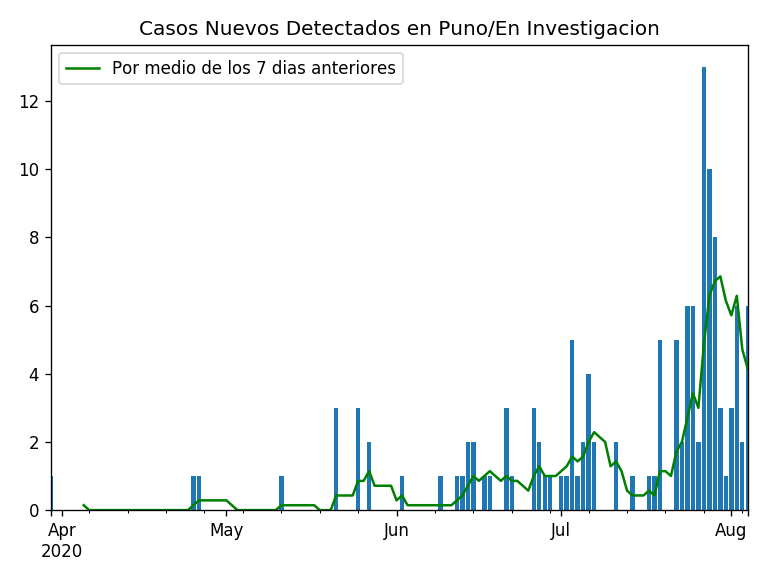 Casos Nuevos Detectados en Puno/En Investigacion
Por medio de los 7 dias anteriores
12
10
8
6
4
2
0
Apr May Jun Jul Aug
2020